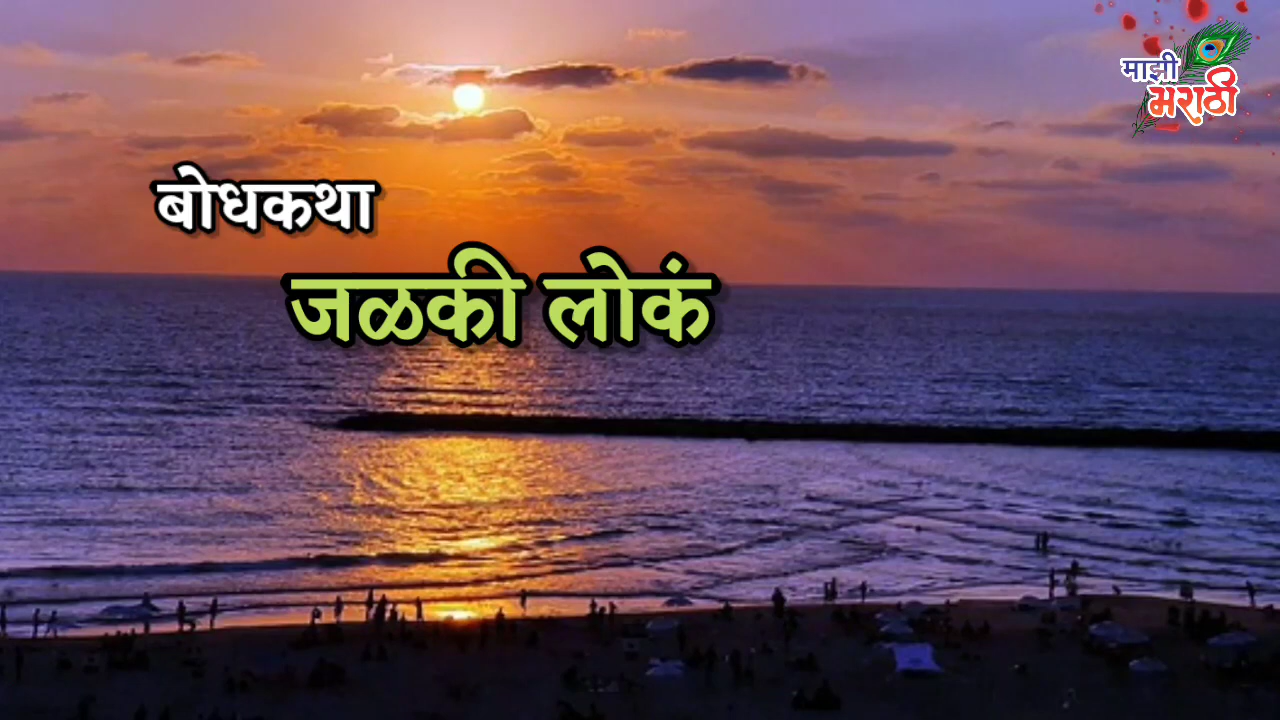 माझी
मराठी
बोधकथा
जळकी लोकं